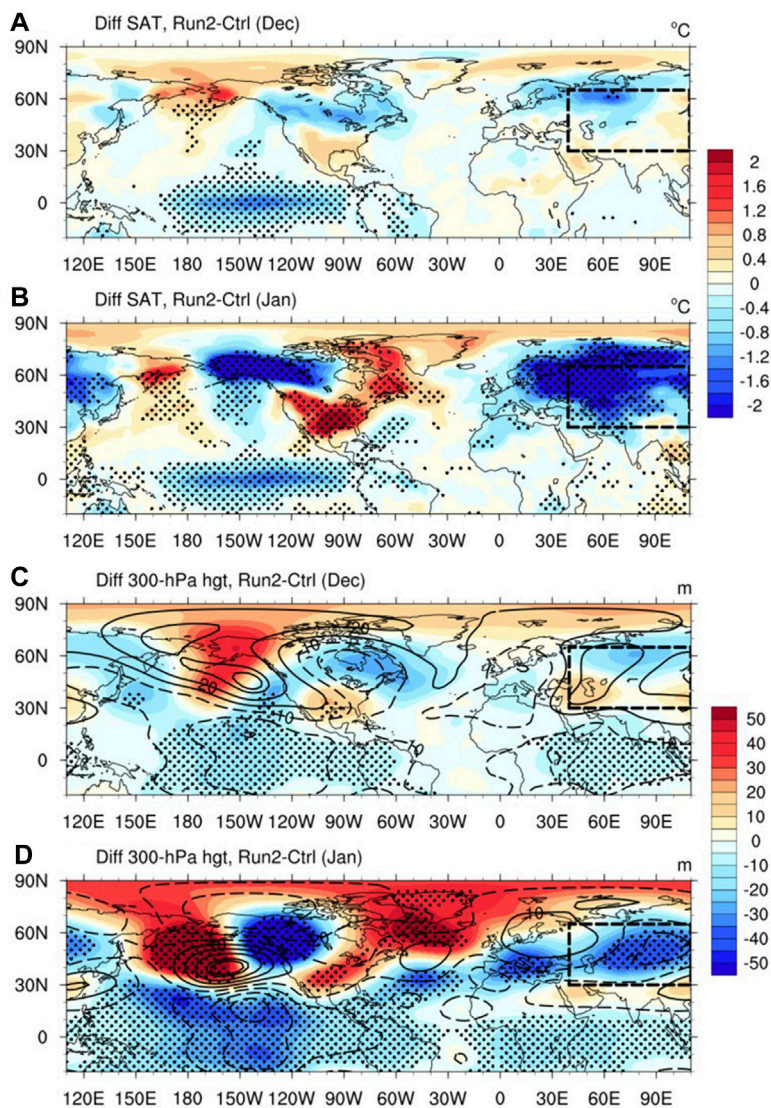 A Diff SAT, Run2-Ctrl (Dec) °C
90N
60N
30N
0
120E 150E 180 150W 120W 90W 60W 30W 0 30E 60E 90E
2
1.6
1.2
0.8
0.4
0
-0.4
-0.8
-1.2
-1.6
-2
B Diff SAT, Run2-Ctrl (Jan) °C
90N
60N
30N
0
120E 150E 180 150W 120W 90W 60W 30W 0 30E 60E 90E
C Diff 300-hPa hgt, Run2-Ctrl (Dec) m
90N
60N
30N
0
20
10
20
-10
0
120E 150E 180 150W 120W 90W 60W 30W 0 30E 60E 90E
50
40
30
20
10
0
-10
-20
-30
-40
-50
D Diff 300-hPa hgt, Run2-Ctrl (Jan) m
90N
60N
30N
0
10
120E 150E 180 150W 120W 90W 60W 30W 0 30E 60E 90E